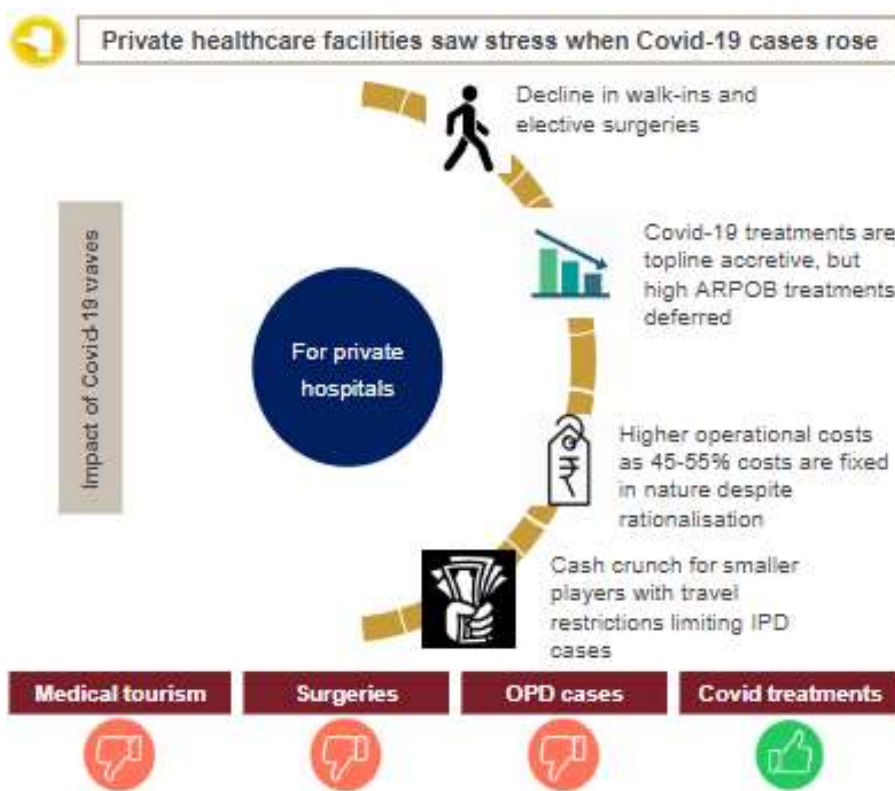 Private healthcare facilities saw stress when Covid-19 cases rose
Decline in walk-ins and
elective surgeries
Impact of Covid-19 waves
Covid-19 treatments are
topline accretive, but
high ARPOB treatments
deferred
For private
hospitals
Higher operational costs
as 45-55% costs are fixed
in nature despite
rationalisation
₹
Cash crunch for smaller
players with travel
restrictions limiting IPD
cases
Medical tourism
Surgeries
OPD cases
Covid treatments